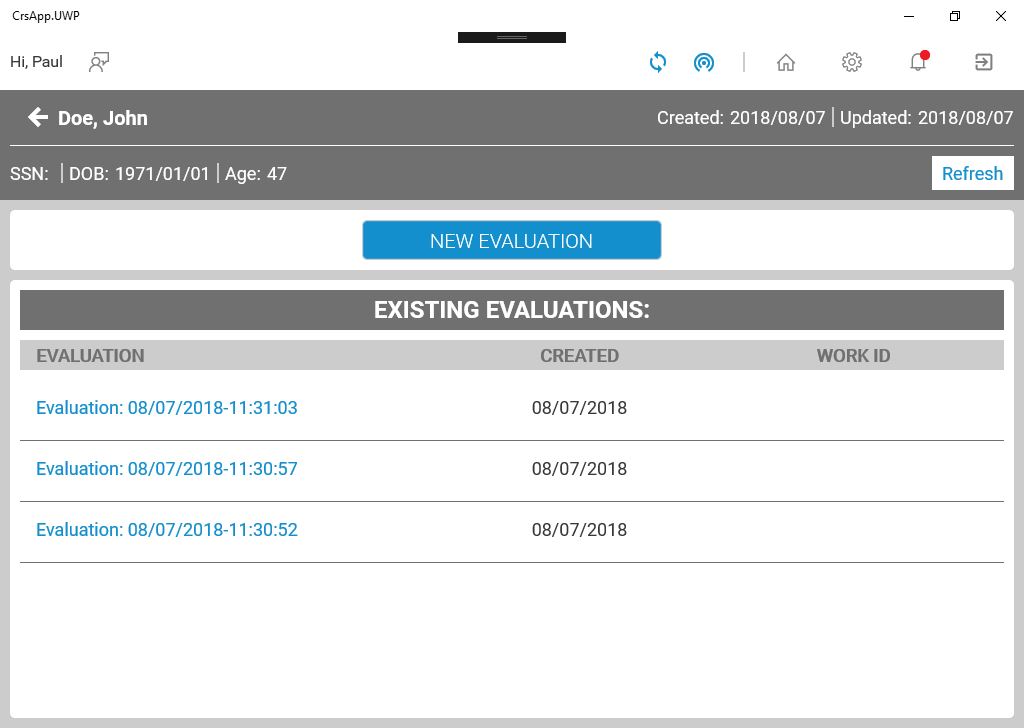 CrsApp.UWP
Hi, Paul
Doe, John
Created: 2018/08/07 | Updated: 2018/08/07
SSN: | DOB: 1971/01/01 | Age: 47
Refresh
NEW EVALUATION
EXISTING EVALUATIONS:
EVALUATION CREATED WORK ID
Evaluation: 08/07/2018-11:31:03 08/07/2018
Evaluation: 08/07/2018-11:30:57 08/07/2018
Evaluation: 08/07/2018-11:30:52 08/07/2018